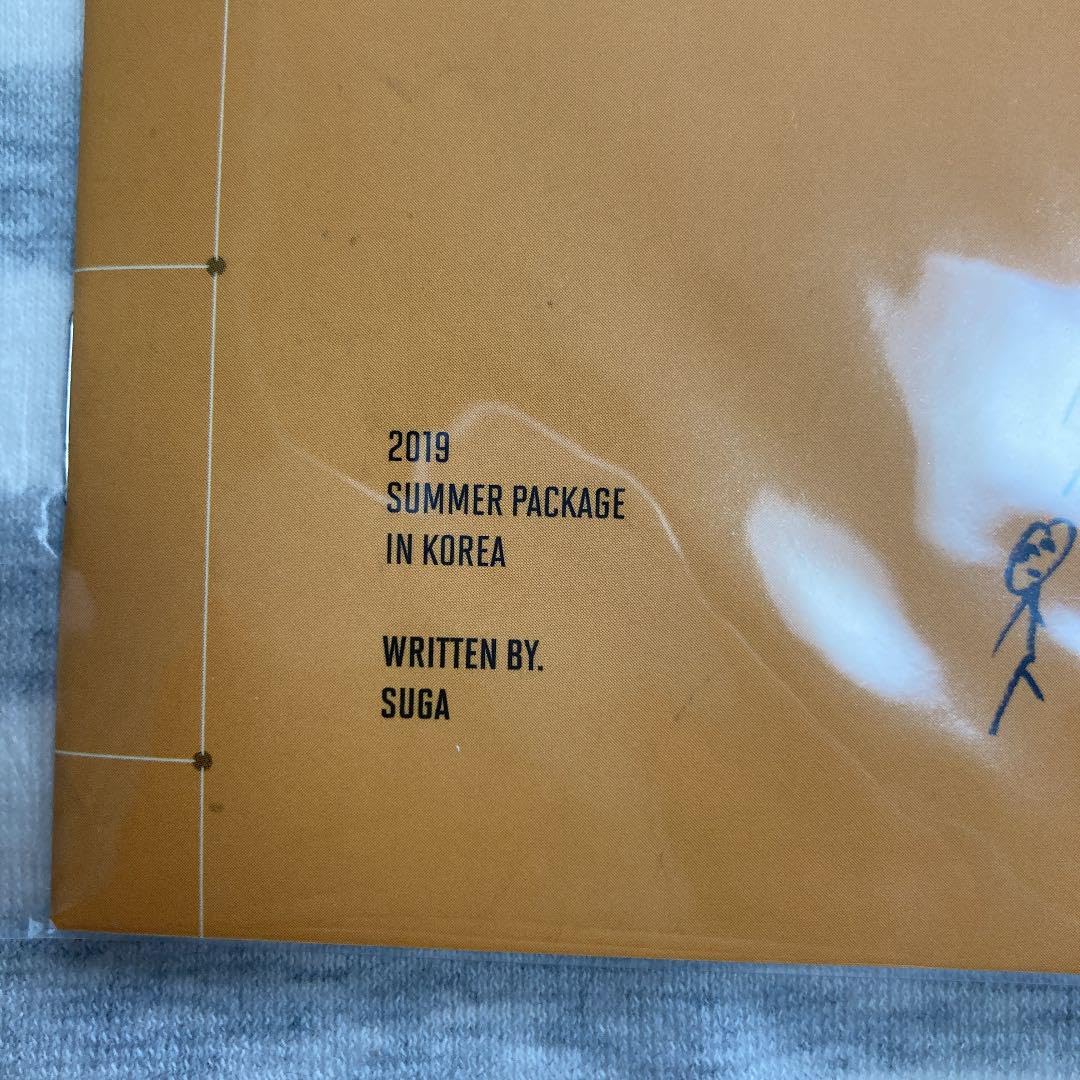 2019
SUMMER PACKAGE
IN KOREA
WRITTEN BY.
SUGA